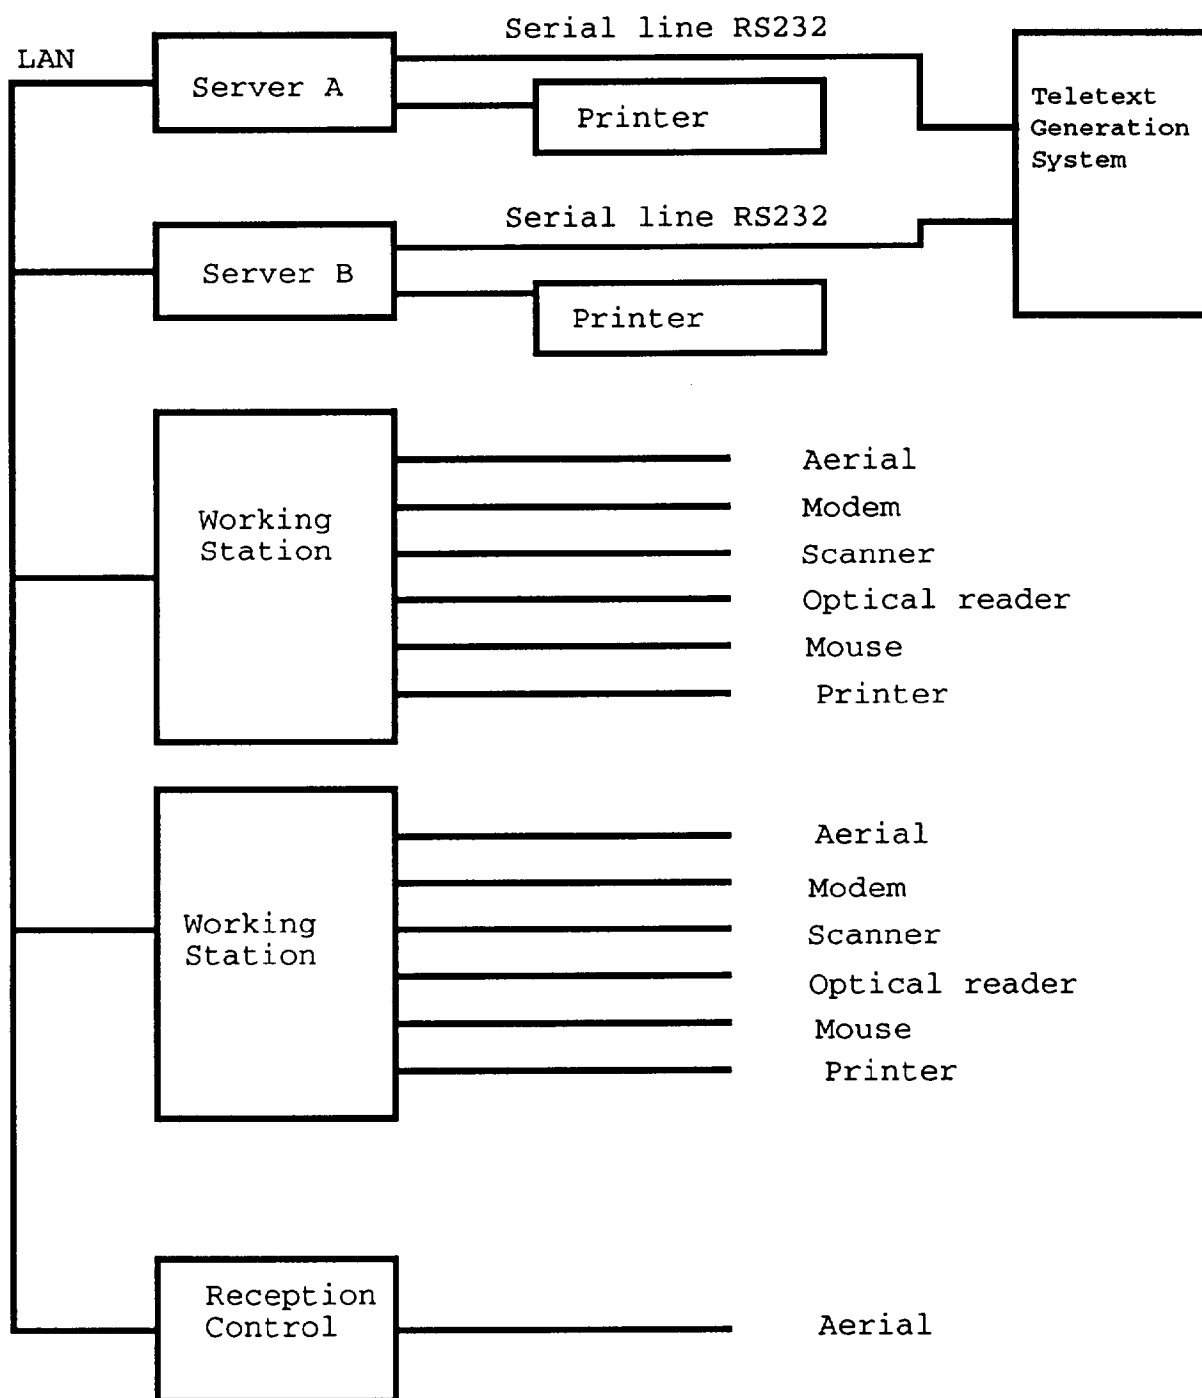 Serial line RS232
LAN
Server A
Printer
Teletext
Generation
System
Serial line RS232
Server B
Printer
Working
Station
Aerial
Modem
Scanner
Optical reader
Mouse
Printer
Working
Station
Aerial
Modem
Scanner
Optical reader
Mouse
Printer
Reception
Control
Aerial